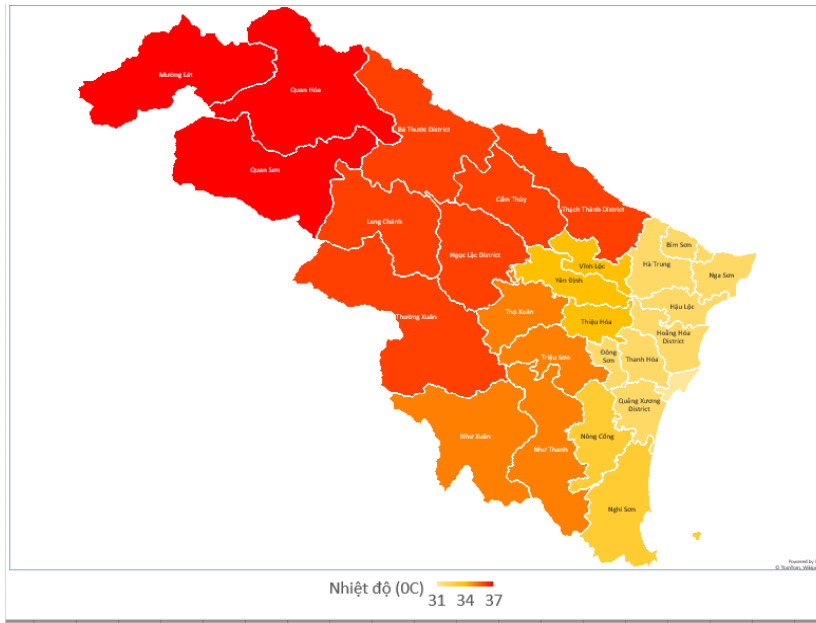 Mường Lát
Quan Hóa
Bá Thước District
Quan Sơn
Cẩm Thủy
Thạch Thành District
Lang Chánh
Bỉm Sơn
Ngọc Lặc District
Hà Trung
Vĩnh Lộc
Nga Sơn
Yên Định
Hậu Lộc
Thọ Xuân
Thường Xuân
Thiệu Hóa
Hoằng Hóa
District
Triệu Sơn
Đông
Sơn
Thanh Hóa
Quảng Xương
District
Như Xuân
Nông Cống
Như Thanh
Nghi Sơn
Powered by
© TomTom,
Nhiệt độ (0C)
31 34 37